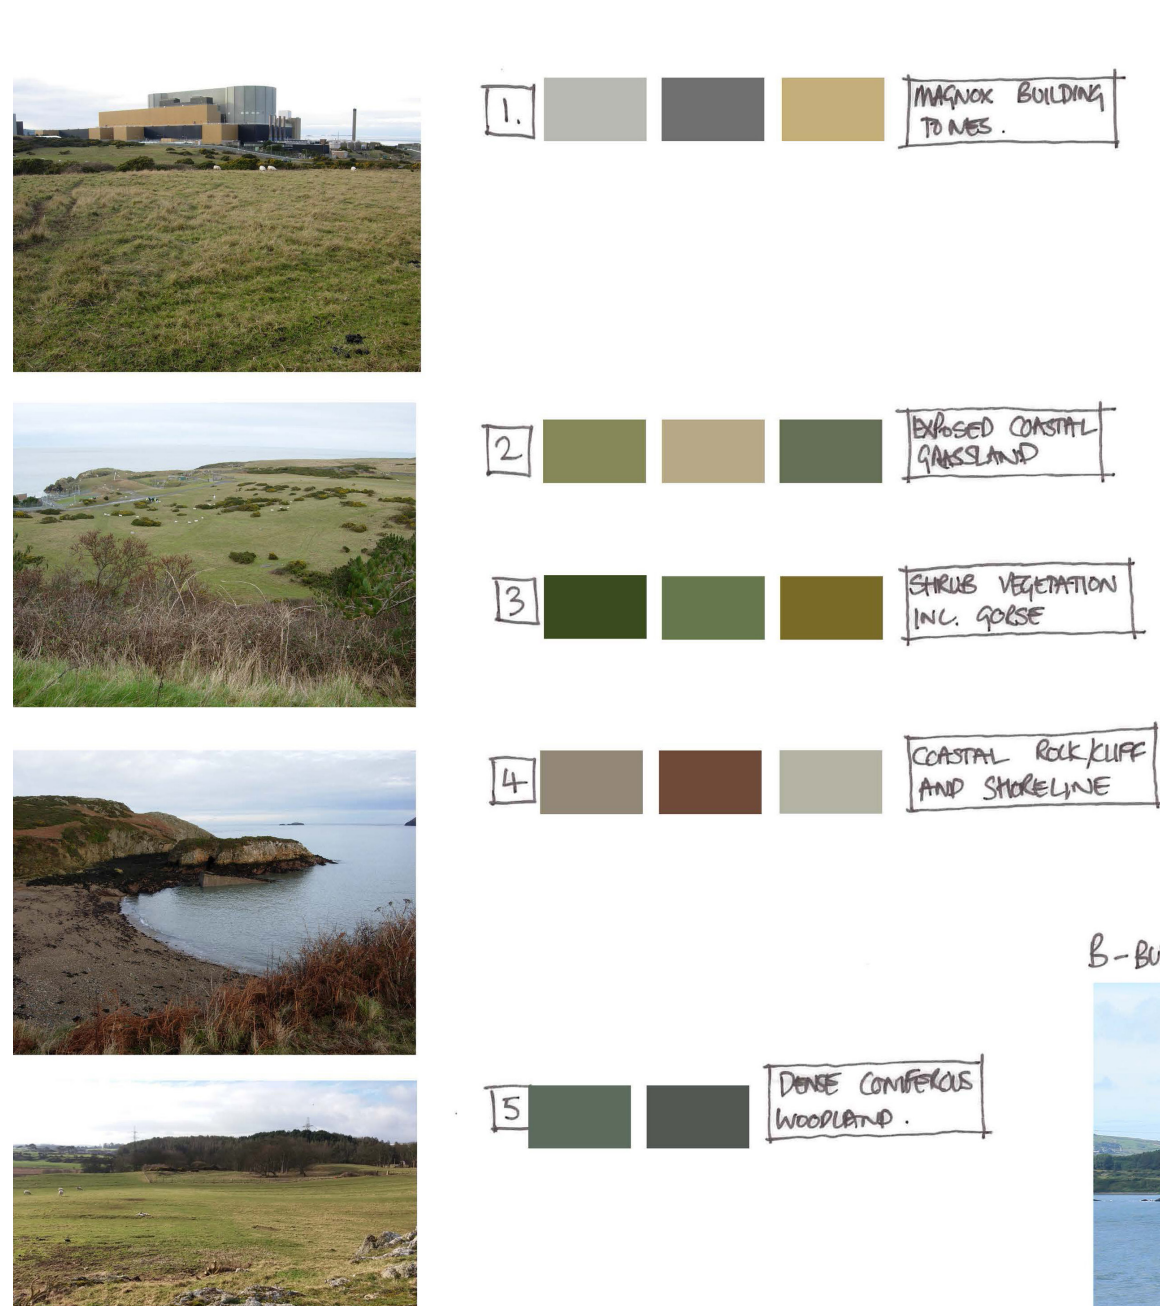 1.
MAGNOX BUILDING
TONES.
2
EXPOSED COASTAL
GRASSLAND
3
SHRUB VEGETATION
INC. GORSE
4
COASTAL ROCK/CLIFF
AND SHORELINE
B-BU
5
DENSE CONIFEROUS
WOODLAND.